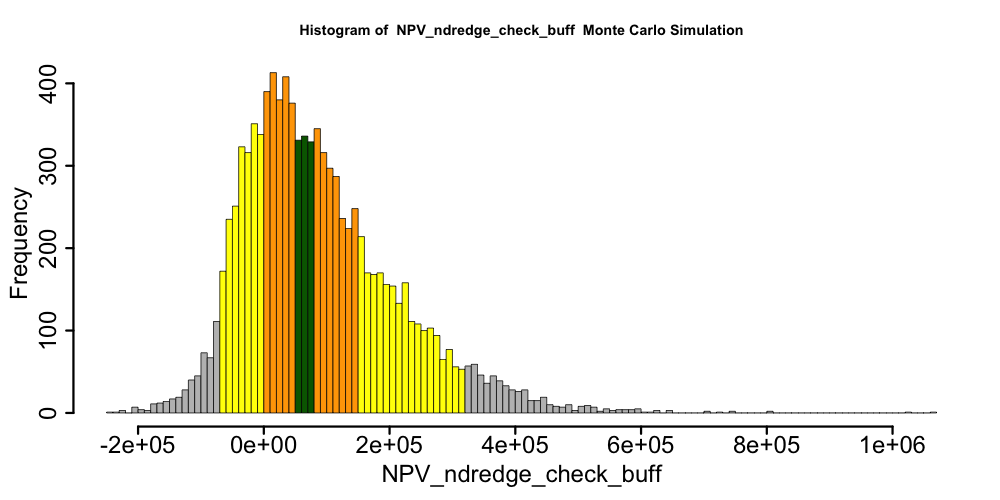 Histogram of NPV_ndredge_check_buff Monte Carlo Simulation
Frequency
400
300
200
100
0
-2e+05 0e+00 2e+05 4e+05 6e+05 8e+05 1e+06
NPV_ndredge_check_buff